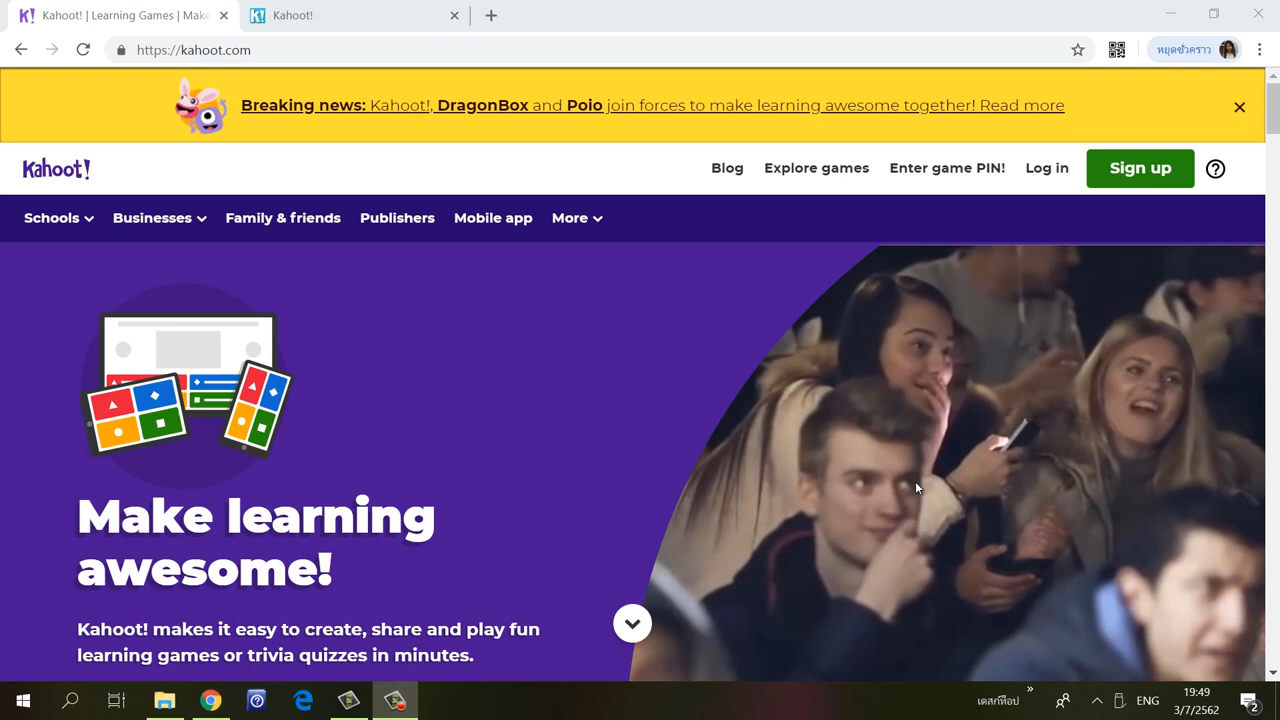 Kahoot! | Learning Games | Make
Kahoot!
https://kahoot.com
หยุดชั่วคราว
Breaking news: Kahoot!, DragonBox and Poio join forces to make learning awesome together! Read more
Kahoot!
Blog
Explore games
Enter game PIN!
Log in
Sign up
Schools
Businesses
Family & friends
Publishers
Mobile app
More
Make learning
awesome!
Kahoot! makes it easy to create, share and play fun
learning games or trivia quizzes in minutes.
เดสก์ท็อป
ENG
19:49
3/7/2562
2